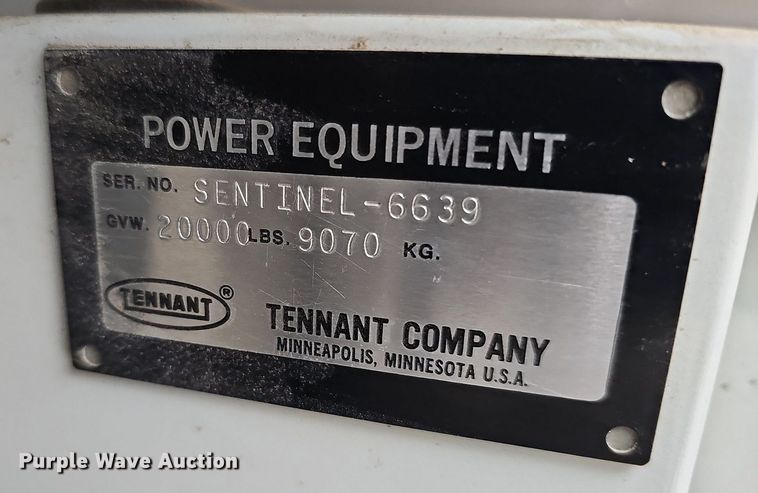 POWER EQUIPMENT
SER. NO. SENTINEL-6639
GVW. 20000 LBS. 9070 KG.
TENNANT ®
TENNANT COMPANY
MINNEAPOLIS, MINNESOTA U.S.A.
Purple Wave Auction